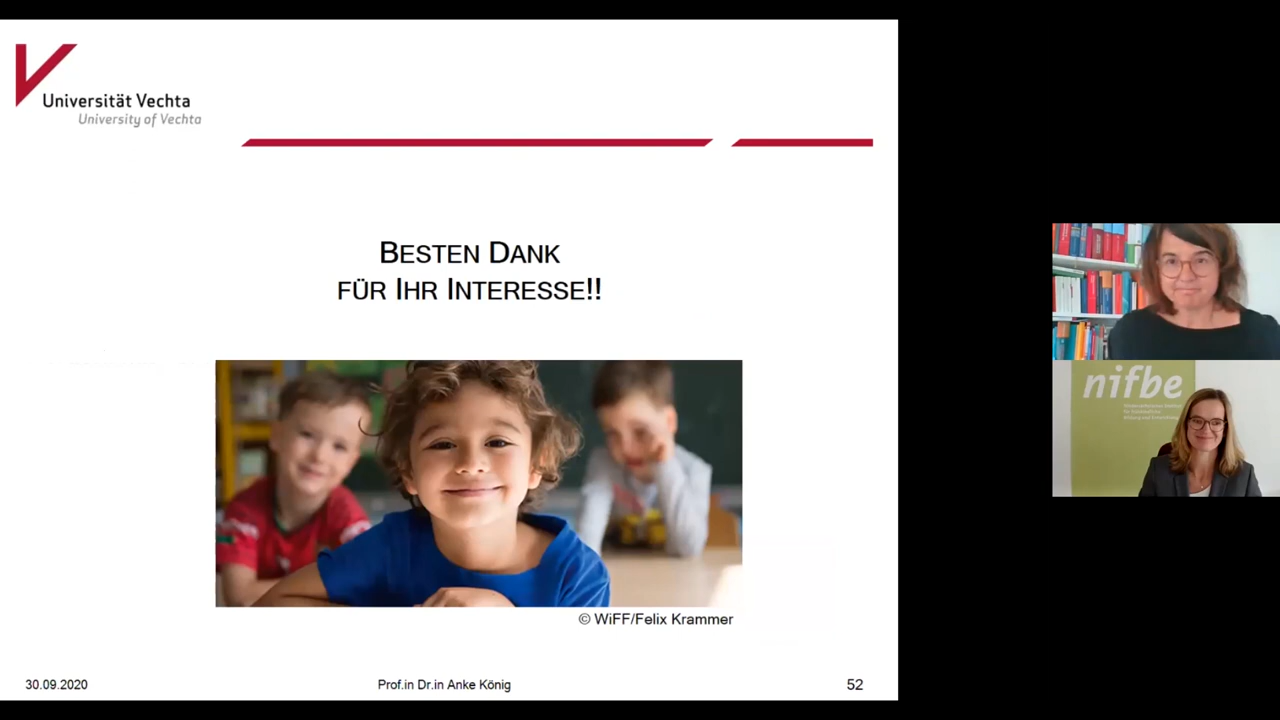 Universität Vechta
University of Vechta
BESTEN DANK
FÜR IHR INTERESSE!!
© WiFF/Felix Krammer
30.09.2020
Prof.in Dr.in Anke König
52
nifbe